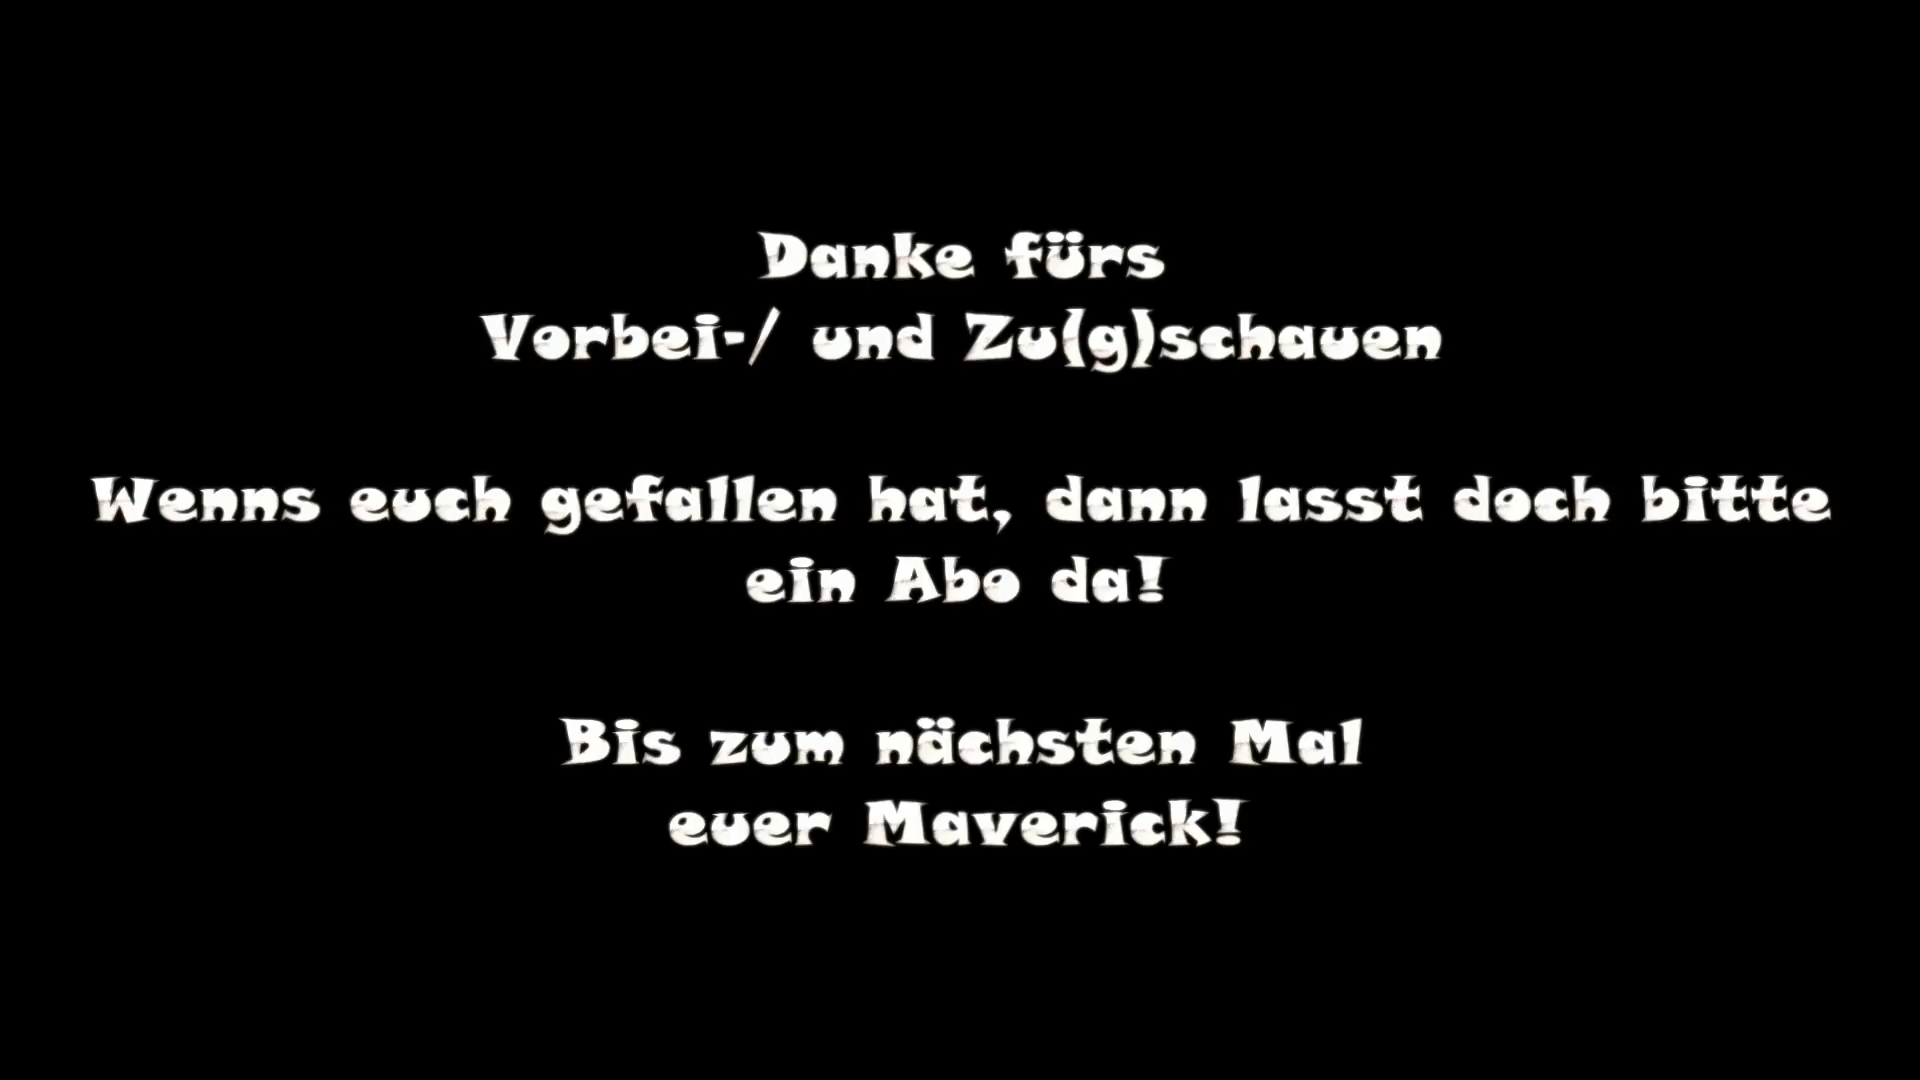 Danke fürs
Vorbei-/ und Zu(g)schauen
Wenns euch gefallen hat, dann lasst doch bitte
ein Abo da!
Bis zum nächsten Mal
euer Maverick!